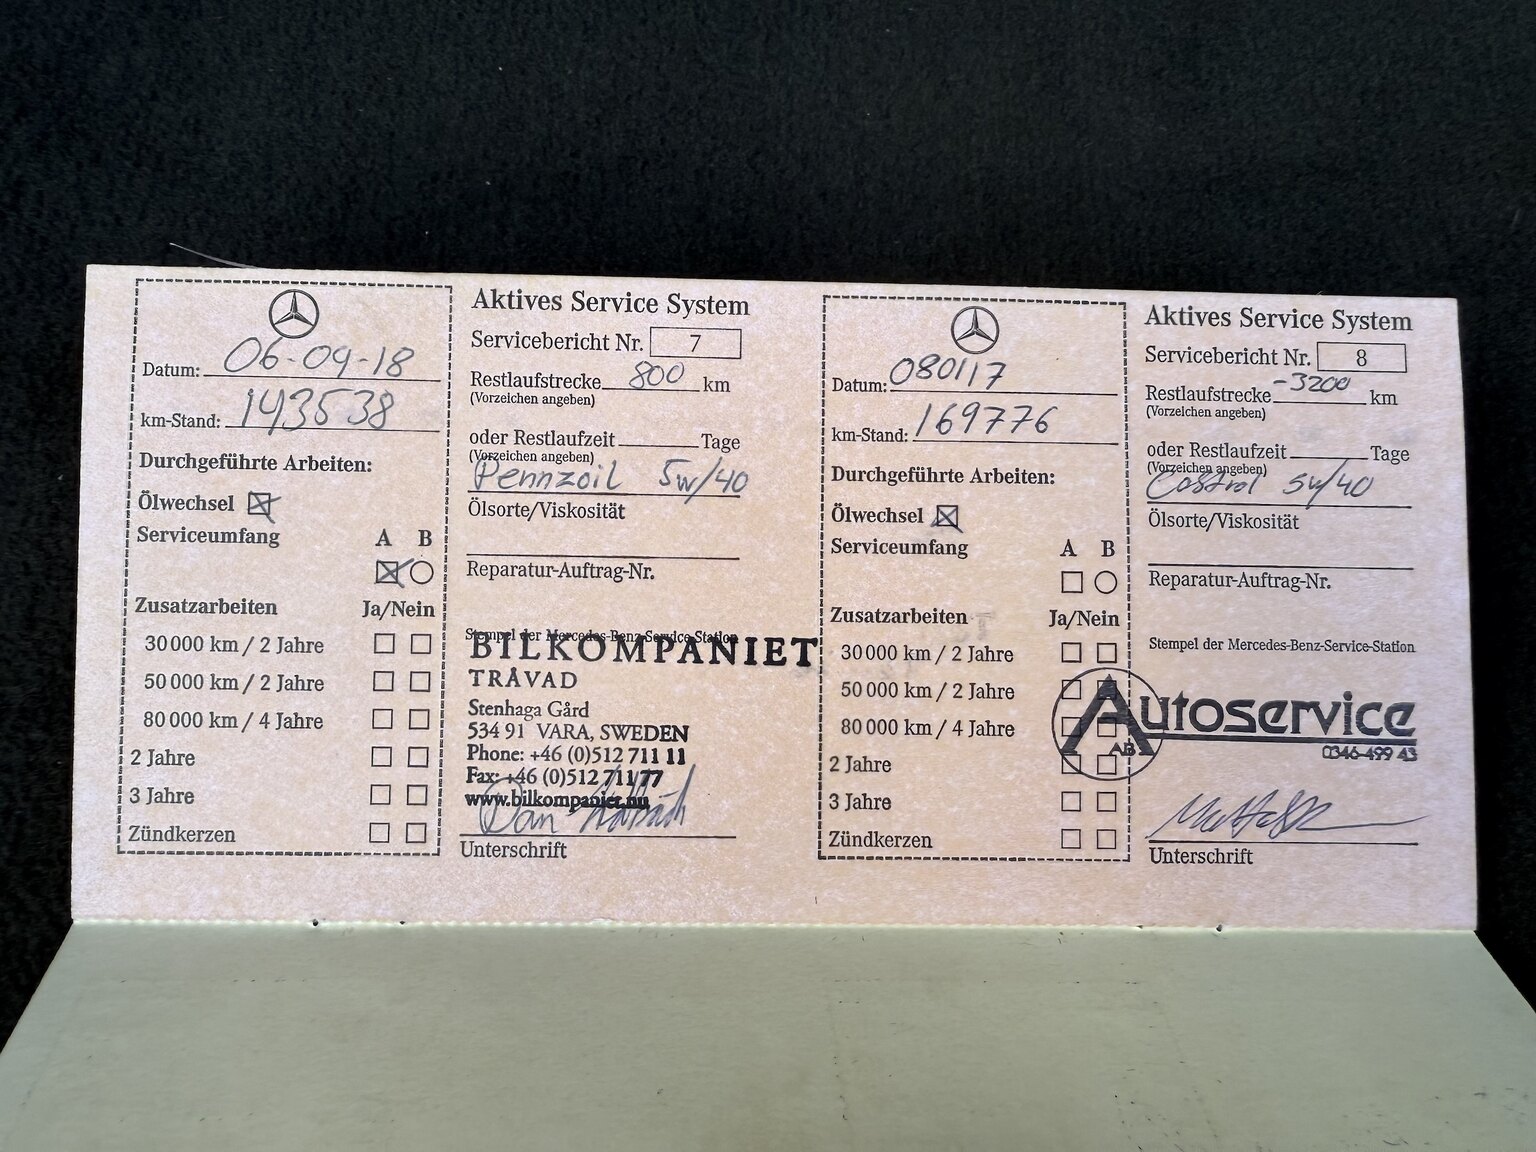 Datum: 06-09-18
km-Stand: 143538
Durchgeführte Arbeiten:
Ölwechsel
Serviceumfang A B
Zusatzarbeiten Ja/Nein
30 000 km / 2 Jahre
50 000 km / 2 Jahre
80 000 km / 4 Jahre
2 Jahre
3 Jahre
Zündkerzen
Aktives Service System
Servicebericht Nr. 7
Restlaufstrecke 800 km
(Vorzeichen angeben)
oder Restlaufzeit Tage
(Vorzeichen angeben)
Pennzoil 5w/40
Ölsorte/Viskosität
Reparatur-Auftrag-Nr.
Stempel der Mercedes-Benz-Service-Station
BILKOMPANIET
TRÅVAD
Stenhaga Gård
534 91 VARA, SWEDEN
Phone: +46 (0)512 711 11
Fax: +46 (0)512 711 77
www.bilkompaniet.nu
Dan
Unterschrift
Datum: 080117
km-Stand: 169776
Durchgeführte Arbeiten:
Ölwechsel
Serviceumfang A B
Zusatzarbeiten Ja/Nein
30 000 km / 2 Jahre
50 000 km / 2 Jahre
80 000 km / 4 Jahre
2 Jahre
3 Jahre
Zündkerzen
Aktives Service System
Servicebericht Nr. 8
Restlaufstrecke -3200 km
(Vorzeichen angeben)
oder Restlaufzeit Tage
(Vorzeichen angeben)
Castrol 5w/40
Ölsorte/Viskosität
Reparatur-Auftrag-Nr.
Stempel der Mercedes-Benz-Service-Station
Autoservice
AB
0346-499 43
Unterschrift